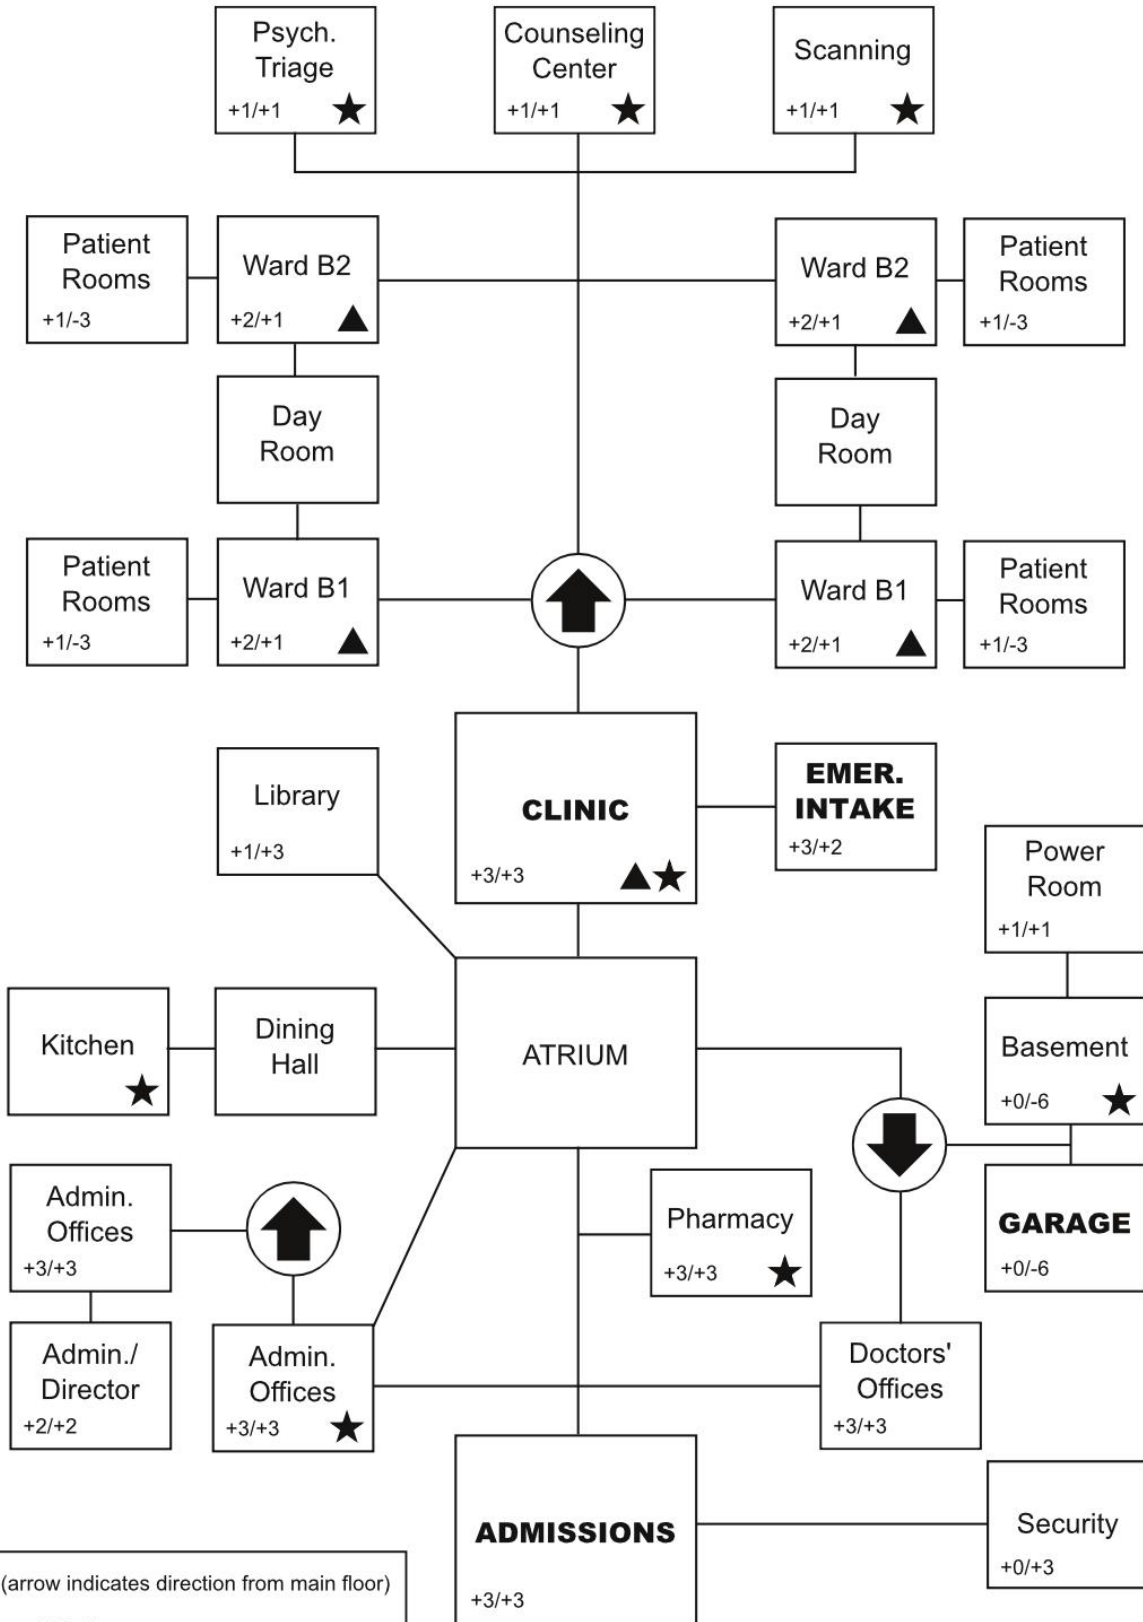 Psych.
Triage
+1/+1
Counseling
Center
+1/+1
Scanning
+1/+1
Patient
Rooms
+1/-3
Ward B2
+2/+1
Ward B2
+2/+1
Patient
Rooms
+1/-3
Day
Room
Day
Room
Patient
Rooms
+1/-3
Ward B1
+2/+1
Ward B1
+2/+1
Patient
Rooms
+1/-3
Library
+1/+3
CLINIC
+3/+3
EMER.
INTAKE
+3/+2
Power
Room
+1/+1
Kitchen
Dining
Hall
ATRIUM
Basement
+0/-6
Admin.
Offices
+3/+3
Pharmacy
+3/+3
GARAGE
+0/-6
Admin./
Director
+2/+2
Admin.
Offices
+3/+3
Doctors'
Offices
+3/+3
ADMISSIONS
+3/+3
Security
+0/+3
(arrow indicates direction from main floor)